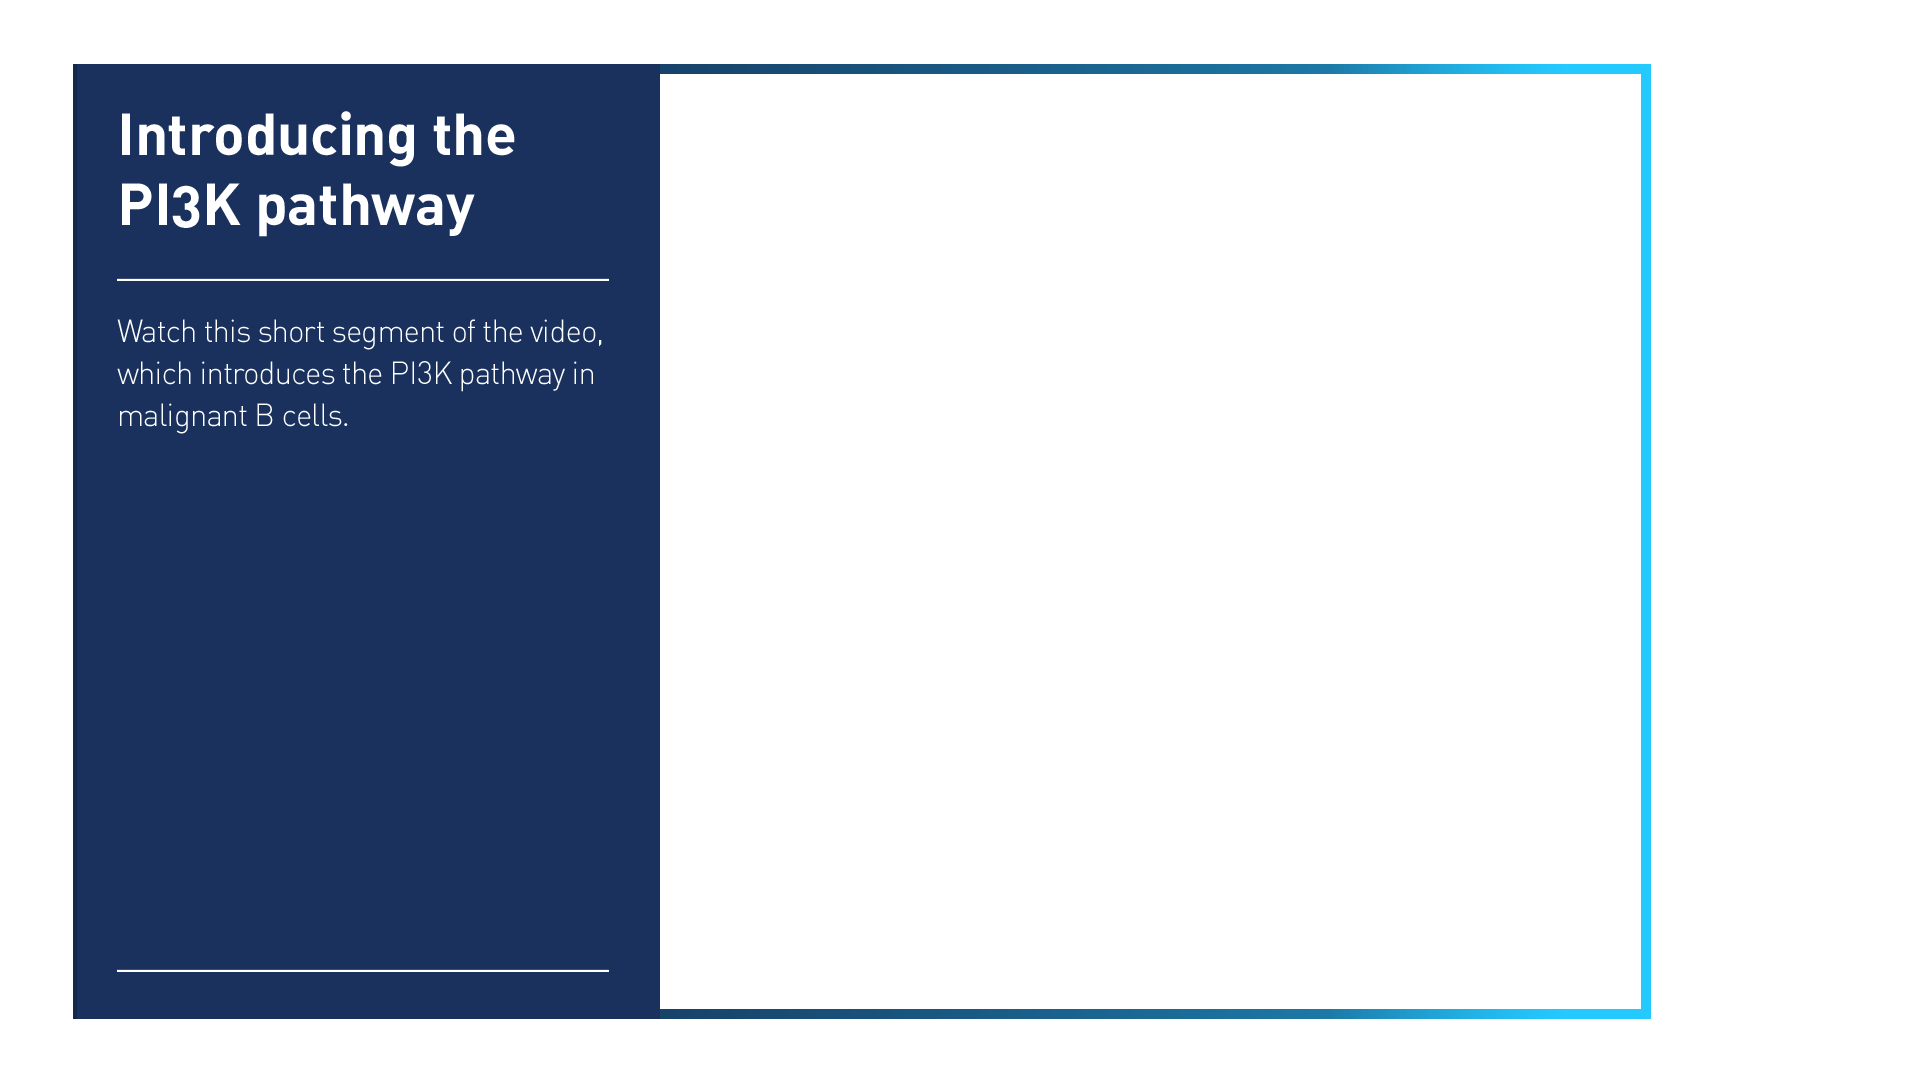 Introducing the
PI3K pathway
Watch this short segment of the video,
which introduces the PI3K pathway in
malignant B cells.